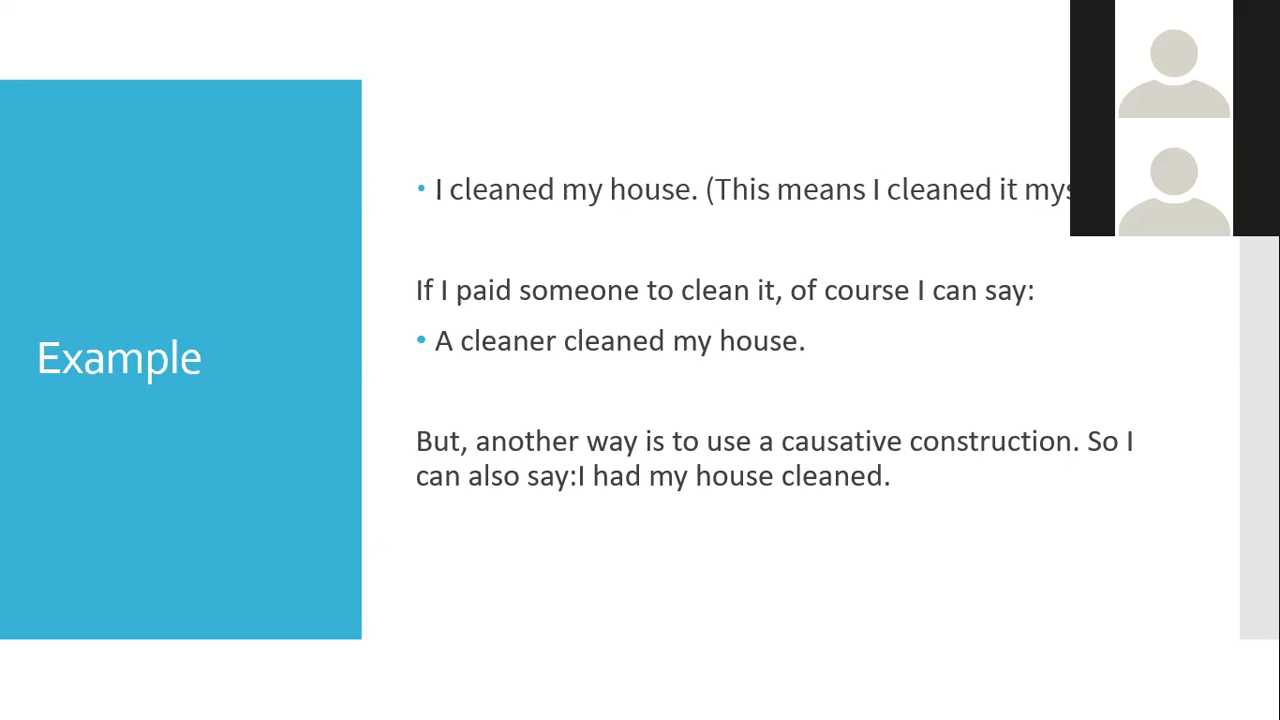 Example
• I cleaned my house. (This means I cleaned it
If I paid someone to clean it, of course I can say:
• A cleaner cleaned my house.
But, another way is to use a causative construction. So I
can also say:I had my house cleaned.